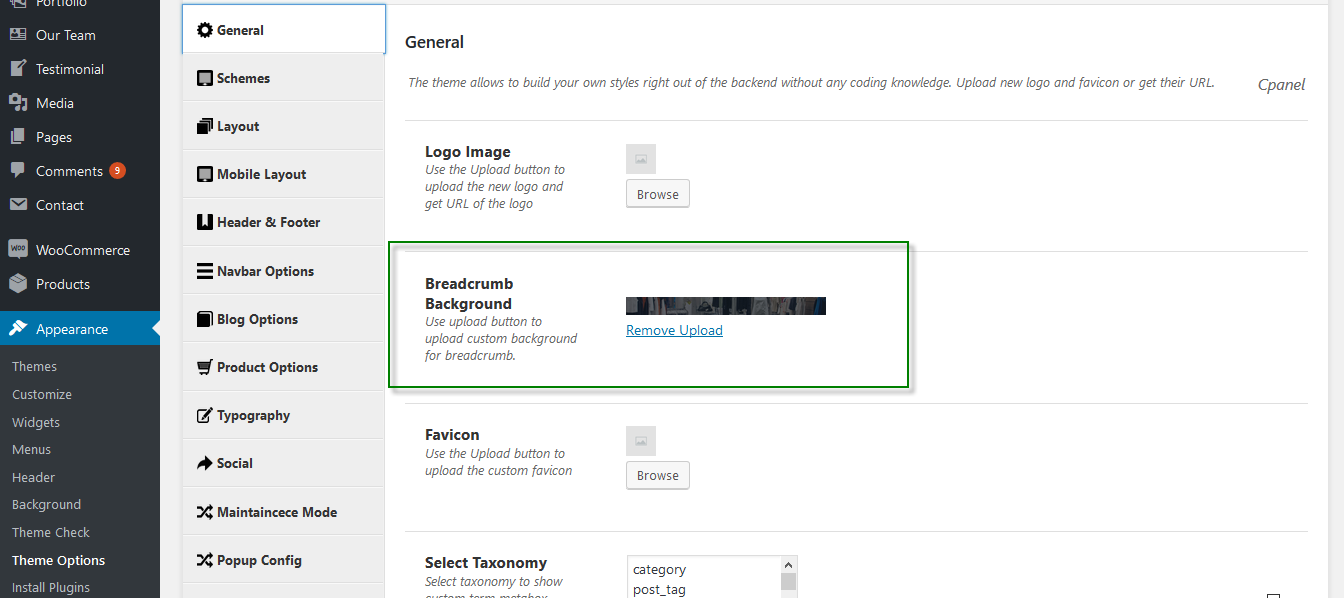 Portfolio
Our Team
Testimonial
Media
Pages
Comments 9
Contact
WOO WooCommerce
Products
Appearance
Themes
Customize
Widgets
Menus
Header
Background
Theme Check
Theme Options
Install Plugins
General
Schemes
Layout
Mobile Layout
Header & Footer
Navbar Options
Blog Options
Product Options
Typography
Social
Maintaincece Mode
Popup Config
General
The theme allows to build your own styles right out of the backend without any coding knowledge. Upload new logo and favicon or get their URL.
Cpanel
Logo Image
Use the Upload button to
upload the new logo and
get URL of the logo
Browse
Breadcrumb
Background
Use upload button to
upload custom background
for breadcrumb.
Remove Upload
Favicon
Use the Upload button to
upload the custom favicon
Browse
Select Taxonomy
Select taxonomy to show
custom term metabox
category
post_tag